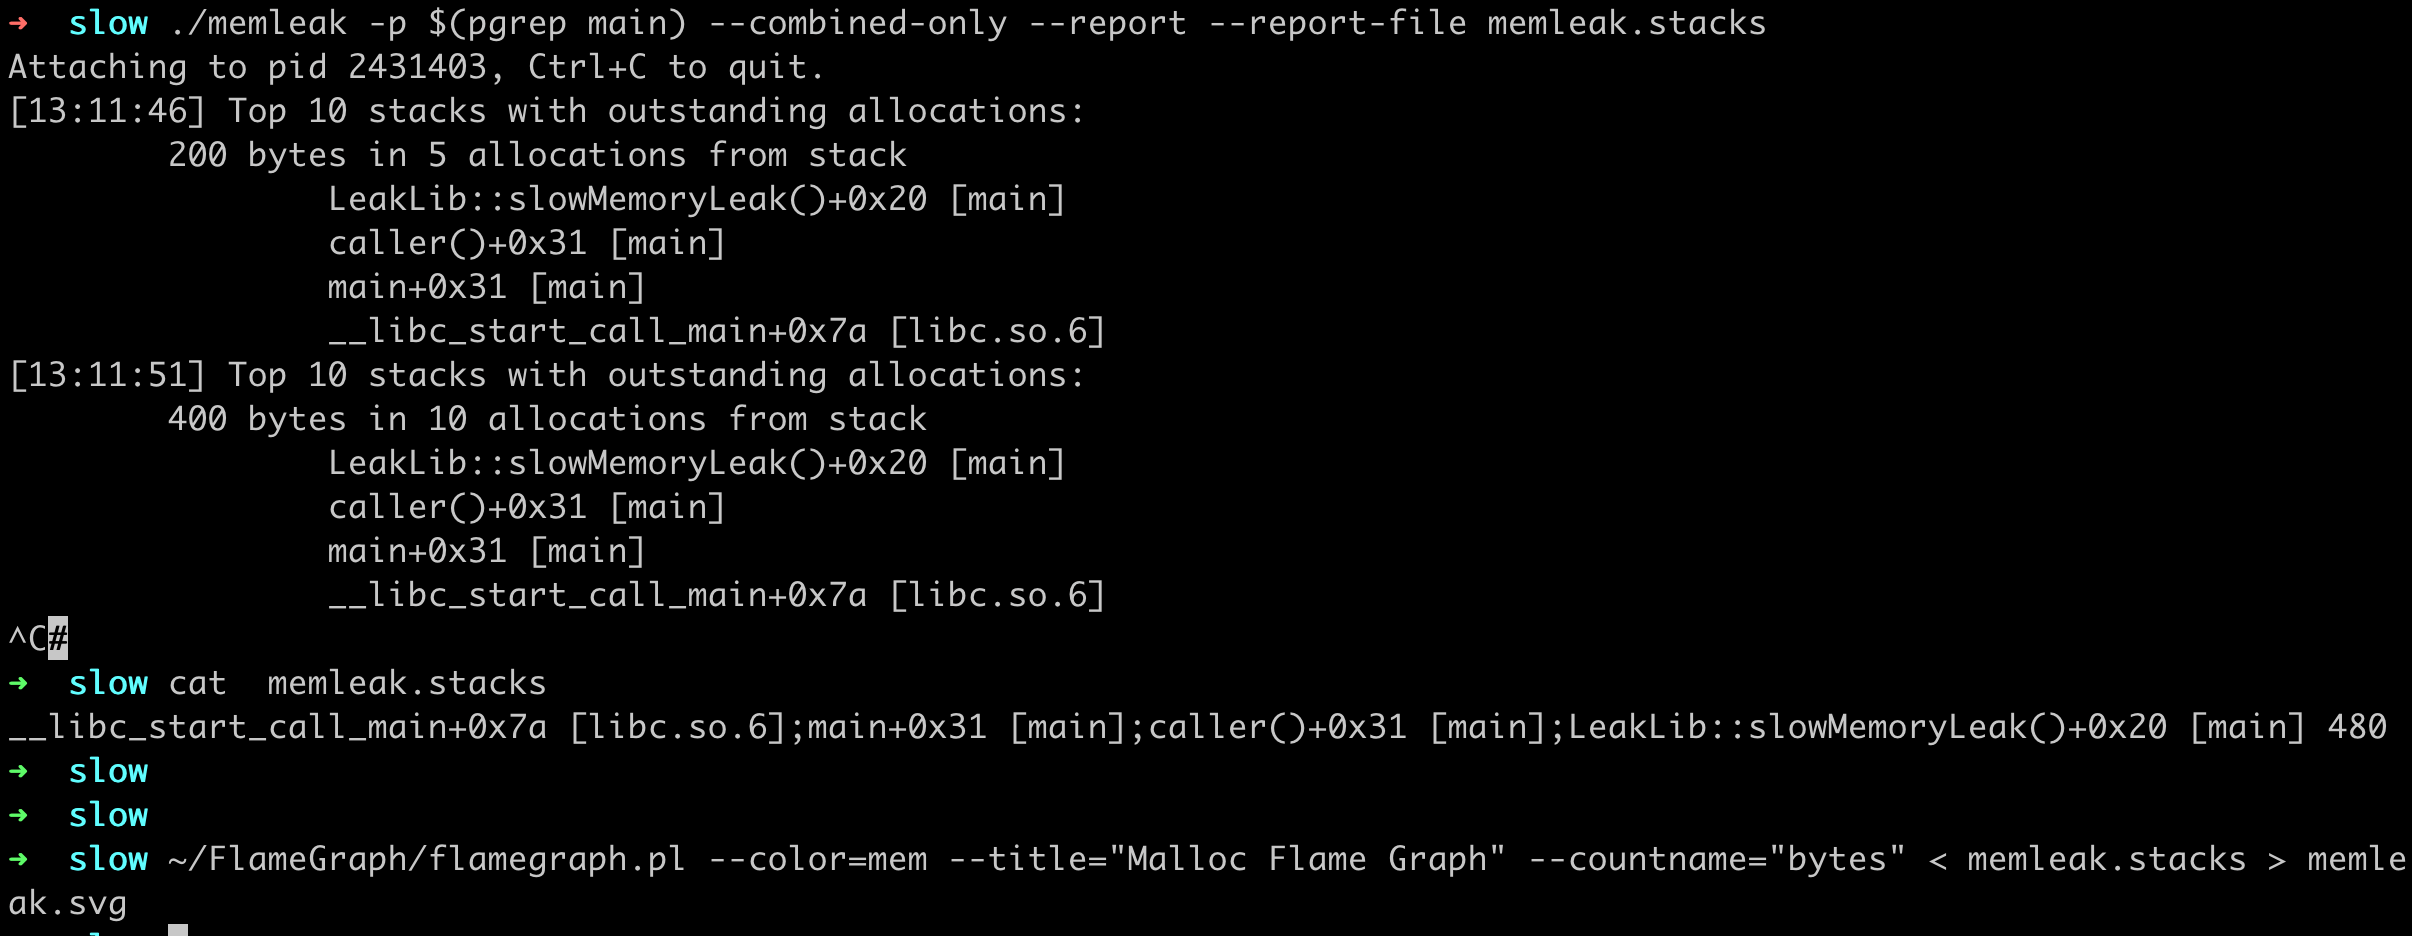 ➜  slow ./memleak -p $(pgrep main) --combined-only --report --report-file memleak.stacks
Attaching to pid 2431403, Ctrl+C to quit.
[13:11:46] Top 10 stacks with outstanding allocations:
        200 bytes in 5 allocations from stack
                LeakLib::slowMemoryLeak()+0x20 [main]
                caller()+0x31 [main]
                main+0x31 [main]
                __libc_start_call_main+0x7a [libc.so.6]
[13:11:51] Top 10 stacks with outstanding allocations:
        400 bytes in 10 allocations from stack
                LeakLib::slowMemoryLeak()+0x20 [main]
                caller()+0x31 [main]
                main+0x31 [main]
                __libc_start_call_main+0x7a [libc.so.6]
^C#
➜  slow cat  memleak.stacks
__libc_start_call_main+0x7a [libc.so.6];main+0x31 [main];caller()+0x31 [main];LeakLib::slowMemoryLeak()+0x20 [main] 480
➜  slow
➜  slow
➜  slow ~/FlameGraph/flamegraph.pl --color=mem --title="Malloc Flame Graph" --countname="bytes" < memleak.stacks > memle
ak.svg